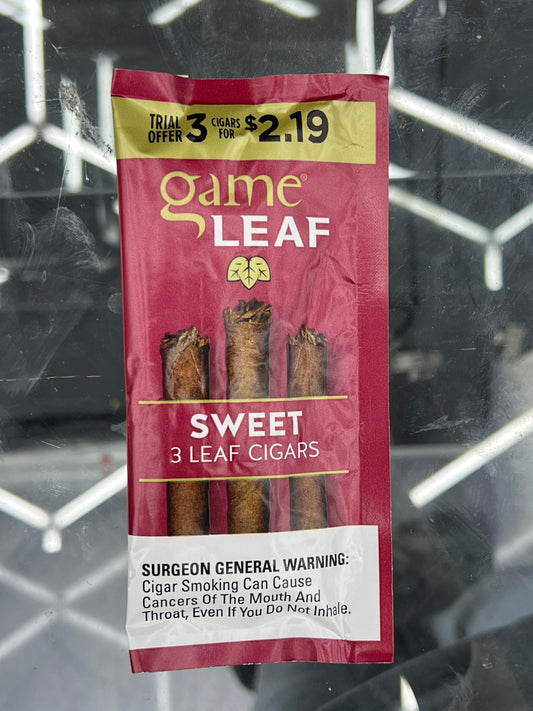 TRIAL OFFER 3 CIGARS FOR $2.19
game®
LEAF
SWEET
3 LEAF CIGARS
SURGEON GENERAL WARNING:
Cigar Smoking Can Cause
Cancers Of The Mouth And
Throat, Even If You Do Not Inhale.